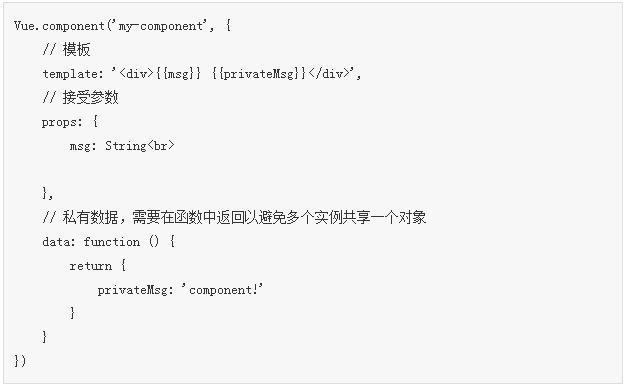 Vue.component('my-component', {
    // 模板
    template: '<div>{{msg}} {{privateMsg}}</div>',
    // 接受参数
    props: {
        msg: String<br>
    },
    // 私有数据，需要在函数中返回以避免多个实例共享一个对象
    data: function () {
        return {
            privateMsg: 'component!'
        }
    }
})